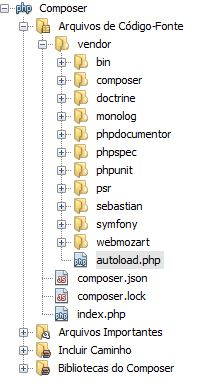 Composer
Arquivos de Código-Fonte
vendor
bin
composer
doctrine
monolog
phpdocumentor
phpspec
phpunit
psr
sebastian
symfony
webmozart
autoload.php
composer.json
composer.lock
index.php
Arquivos Importantes
Incluir Caminho
Bibliotecas do Composer